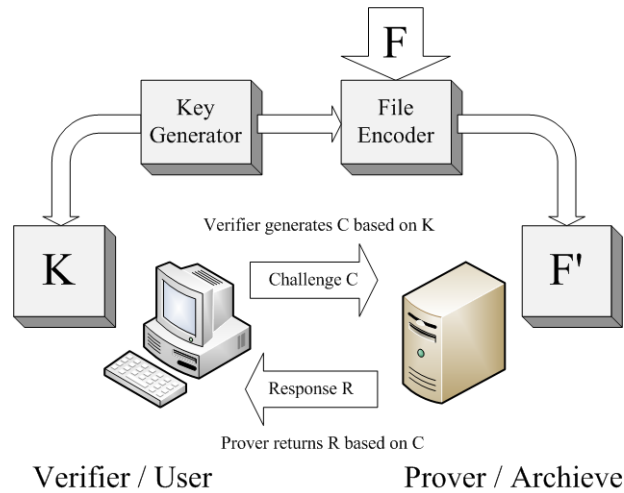 F
Key
Generator
File
Encoder
K
Verifier generates C based on K
Challenge C
F'
Response R
Prover returns R based on C
Verifier / User
Prover / Archieve